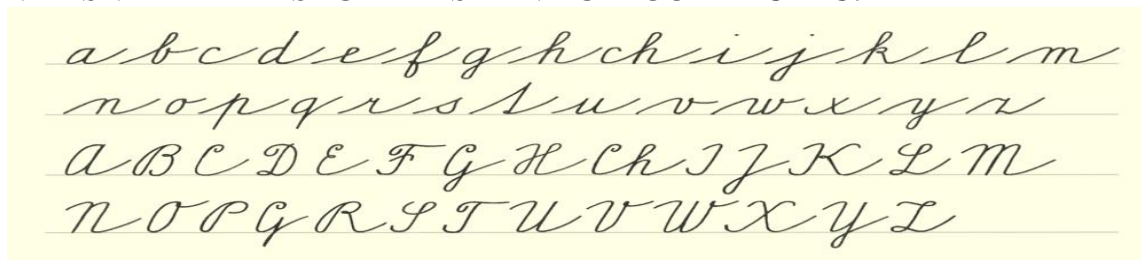 a b c d e f g h ch i j k l m
n o p q r s t u v w x y z
A B C D E F G H Ch I J K L M
N O P Q R S T U V W X Y Z